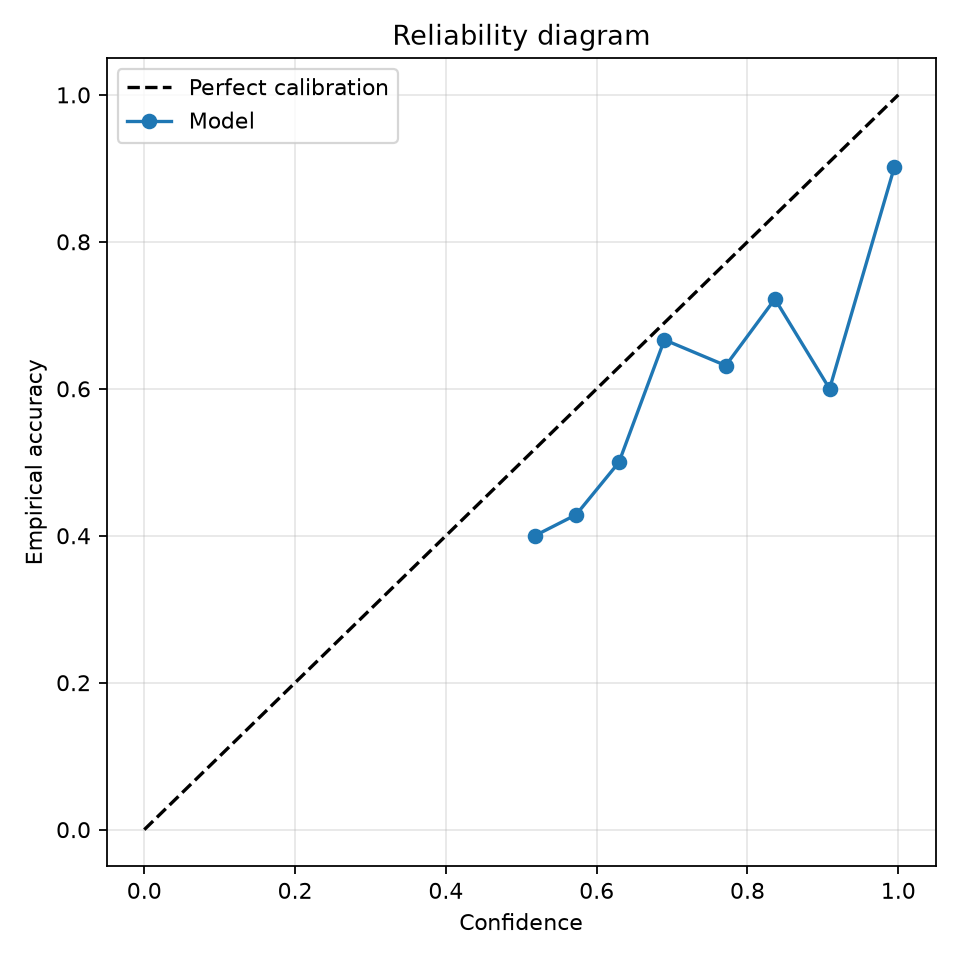 Reliability diagram
Perfect calibration
Model
1.0
0.8
0.6
0.4
0.2
0.0
Empirical accuracy
0.0 0.2 0.4 0.6 0.8 1.0
Confidence